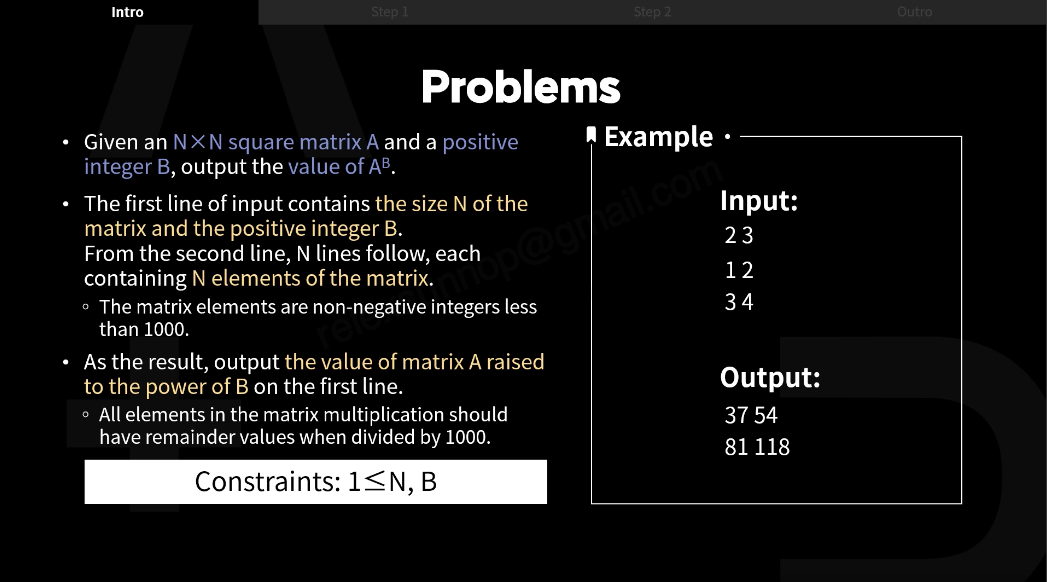 Intro
Step 1
Step 2
Outro
Problems
• Given an N×N square matrix A and a positive
integer B, output the value of Aᴮ.
• The first line of input contains the size N of the
matrix and the positive integer B.
From the second line, N lines follow, each
containing N elements of the matrix.
◦ The matrix elements are non-negative integers less
than 1000.
• As the result, output the value of matrix A raised
to the power of B on the first line.
◦ All elements in the matrix multiplication should
have remainder values when divided by 1000.
Constraints: 1≤N, B
Example
Input:
2 3
1 2
3 4
Output:
37 54
81 118